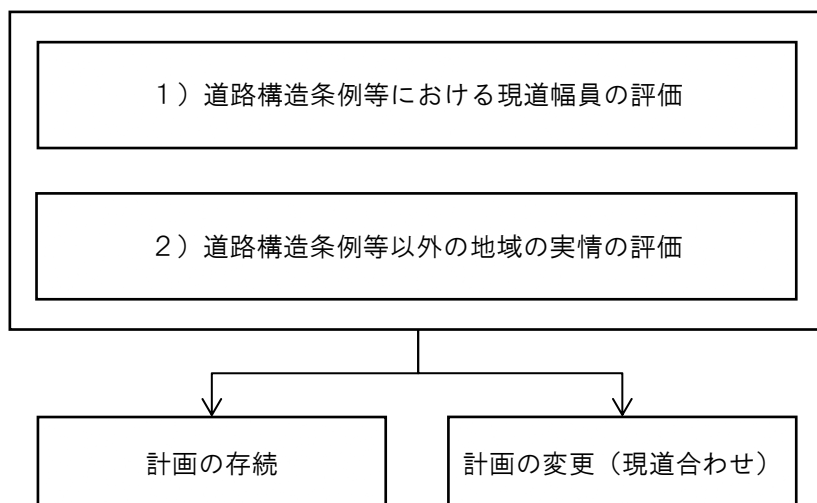 １）道路構造条例等における現道幅員の評価
２）道路構造条例等以外の地域の実情の評価
計画の存続
計画の変更（現道合わせ）